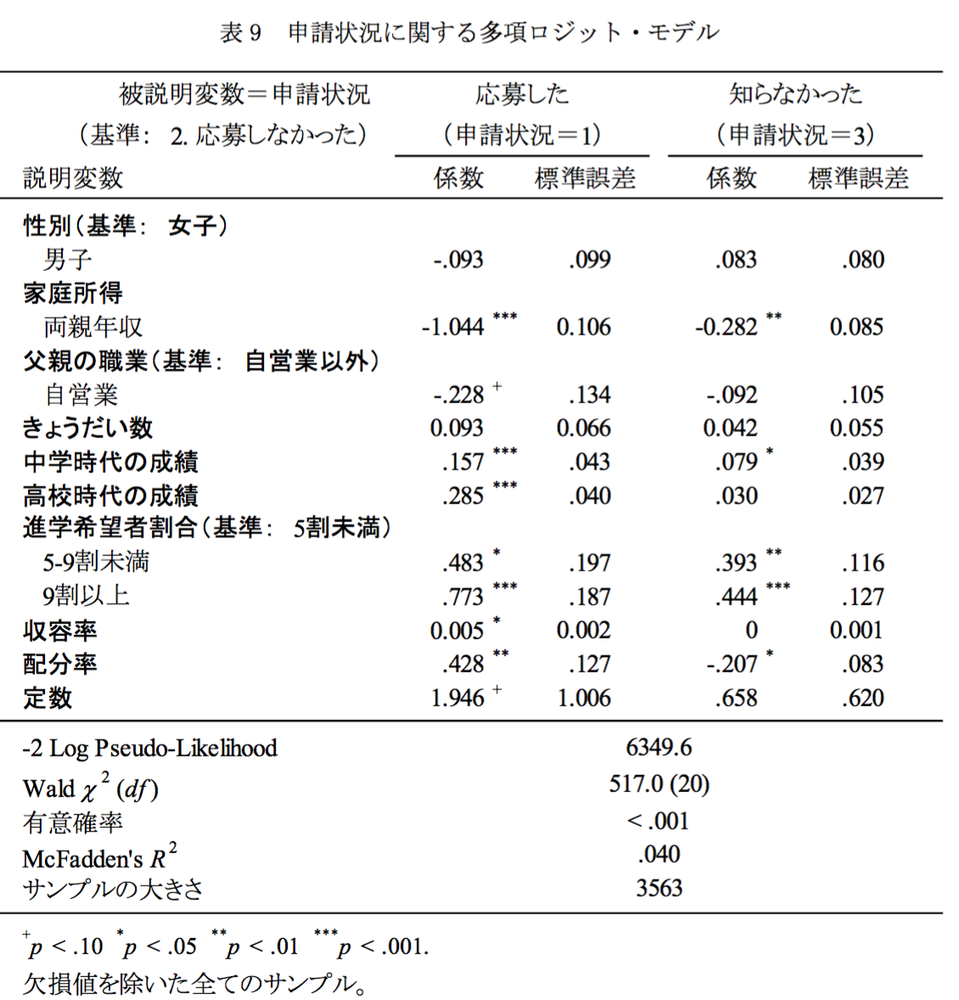 表 9 申請状況に関する多項ロジット・モデル
被説明変数＝申請状況 応募した 知らなかった
（基準： 2. 応募しなかった） （申請状況＝1） （申請状況＝3）
説明変数 係数 標準誤差 係数 標準誤差
性別（基準： 女子）
男子 -.093 .099 .083 .080
家庭所得
両親年収 -1.044 *** 0.106 -0.282 ** 0.085
父親の職業（基準： 自営業以外）
自営業 -.228 + .134 -.092 .105
きょうだい数 0.093 0.066 0.042 0.055
中学時代の成績 .157 *** .043 .079 * .039
高校時代の成績 .285 *** .040 .030 .027
進学希望者割合（基準： 5割未満）
5-9割未満 .483 * .197 .393 ** .116
9割以上 .773 *** .187 .444 *** .127
収容率 0.005 * 0.002 0 0.001
配分率 .428 ** .127 -.207 * .083
定数 1.946 + 1.006 .658 .620
-2 Log Pseudo-Likelihood 6349.6
Wald χ² (df) 517.0 (20)
有意確率 < .001
McFadden's R² .040
サンプルの大きさ 3563
+p < .10 *p < .05 **p < .01 ***p < .001.
欠損値を除いた全てのサンプル。